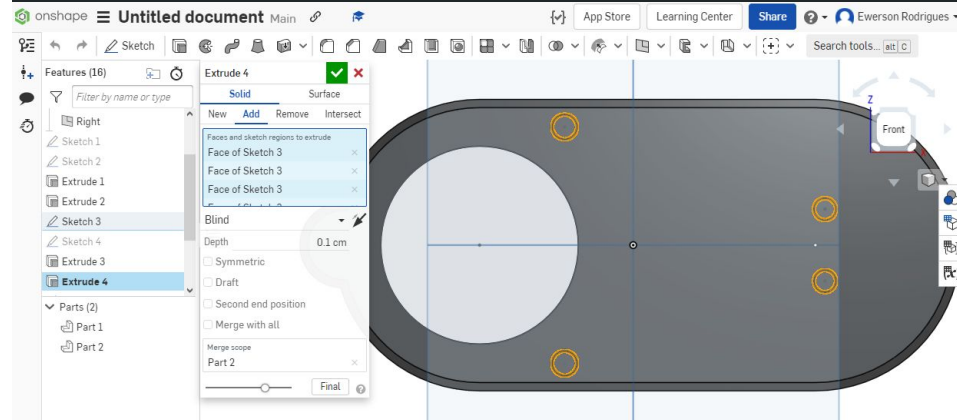 onshape Untitled document Main App Store Learning Center Share Ewerson Rodrigues
Sketch Search tools... alt C
Features (16)
Filter by name or type
Right
Sketch 1
Sketch 2
Extrude 1
Extrude 2
Sketch 3
Sketch 4
Extrude 3
Extrude 4
Parts (2)
Part 1
Part 2
Extrude 4
Solid Surface
New Add Remove Intersect
Faces and sketch regions to extrude
Face of Sketch 3
Face of Sketch 3
Face of Sketch 3
Blind
Depth 0.1 cm
Symmetric
Draft
Second end position
Merge with all
Merge scope
Part 2
Final
Z
Front